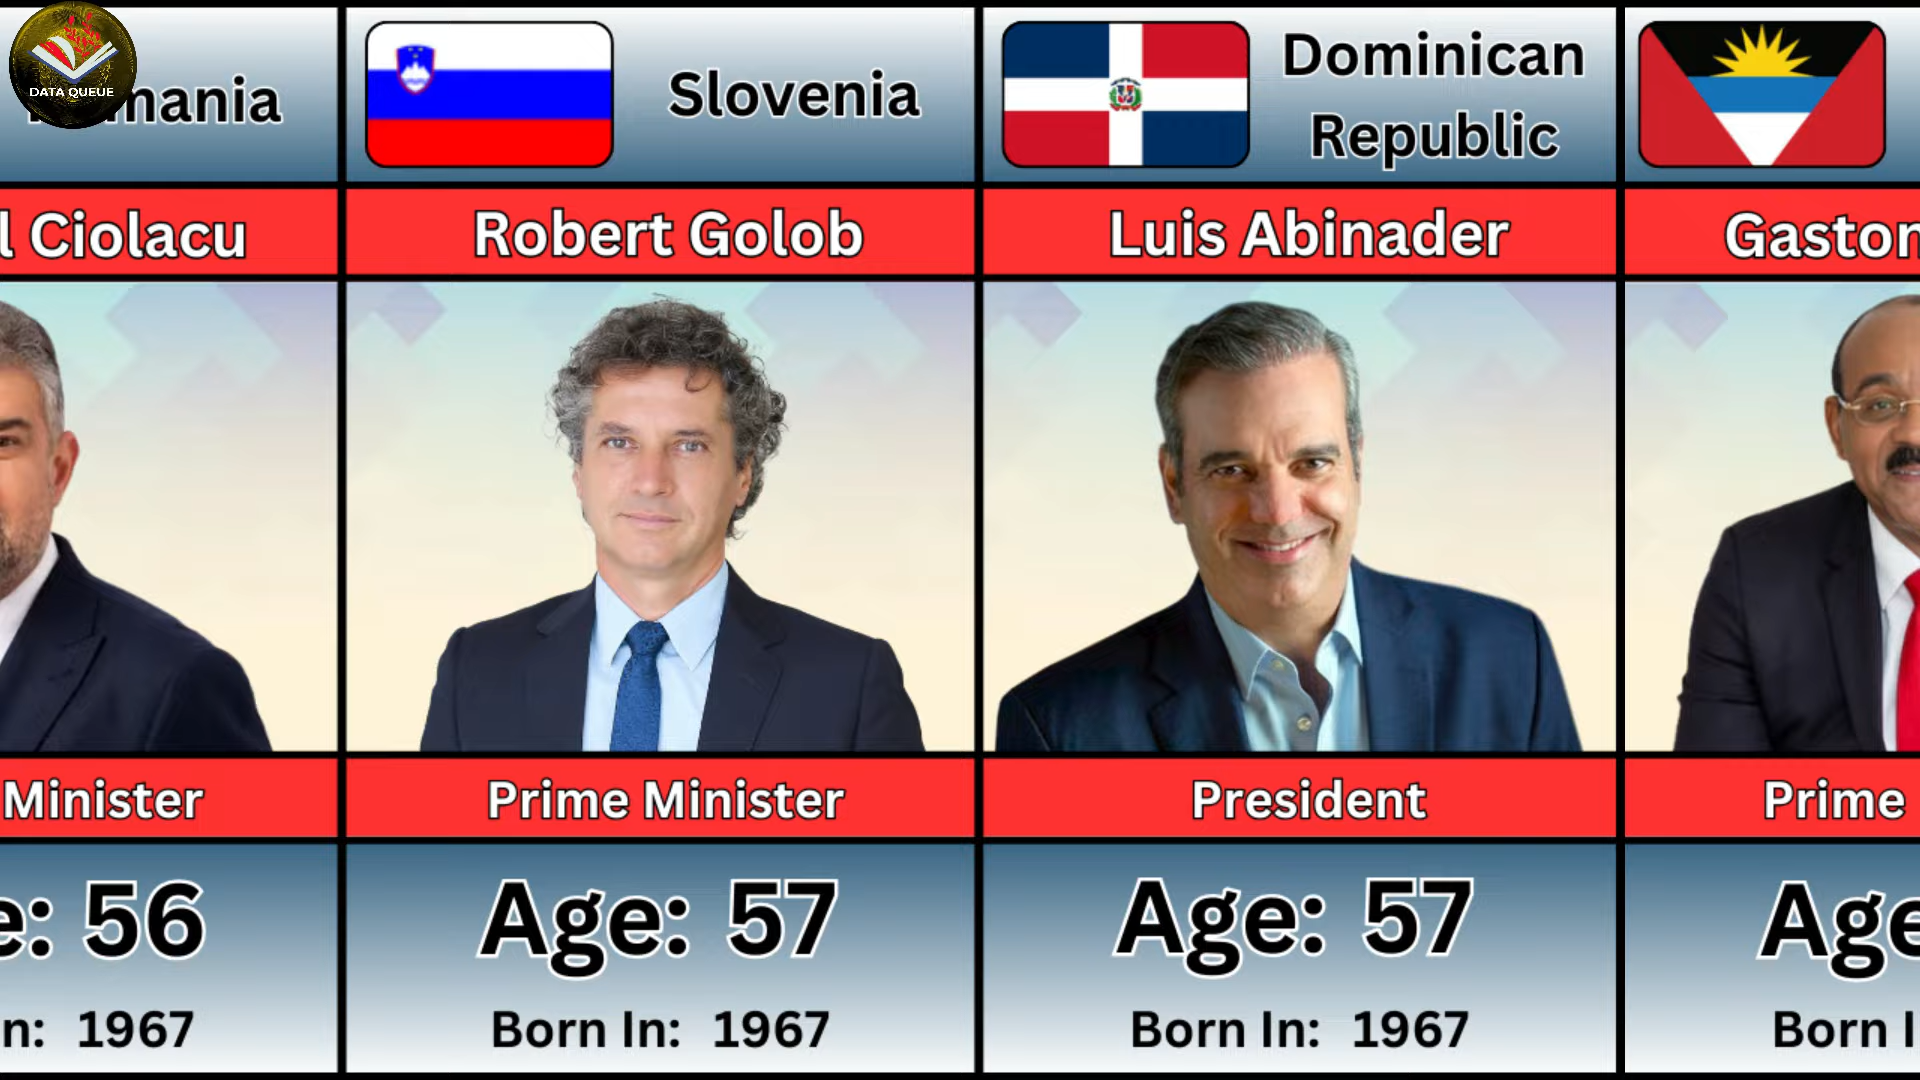 DATA QUEUE
Slovenia
Dominican
Republic
Ciolacu
Robert Golob
Luis Abinader
Gaston
Minister
Prime Minister
President
Prime
e: 56
Age: 57
Age: 57
Age
n: 1967
Born In: 1967
Born In: 1967
Born I